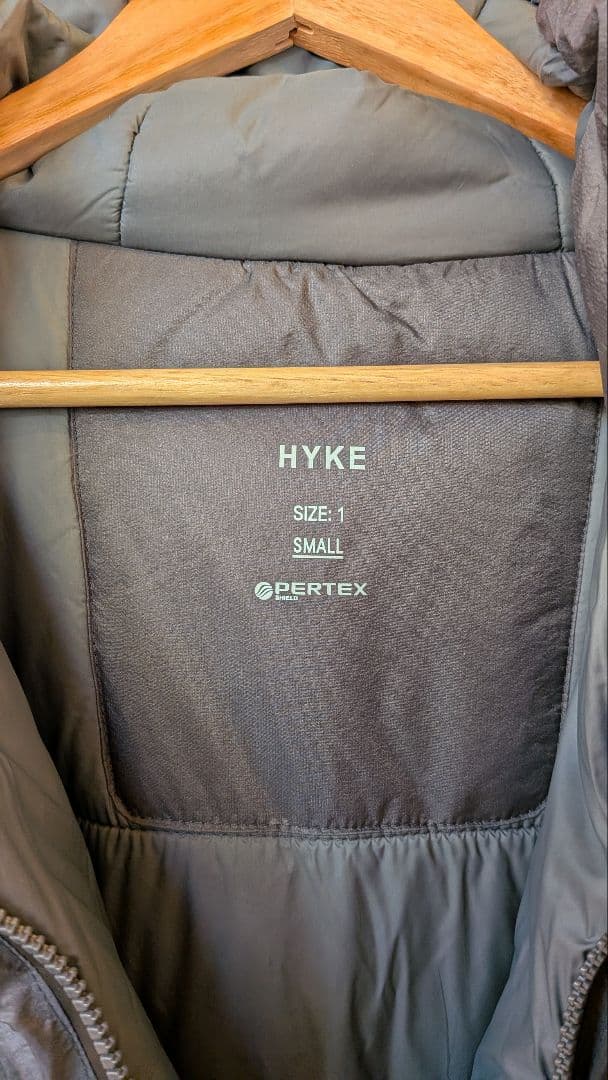 HYKE
SIZE: 1
SMALL
PERTEX
SHIELD